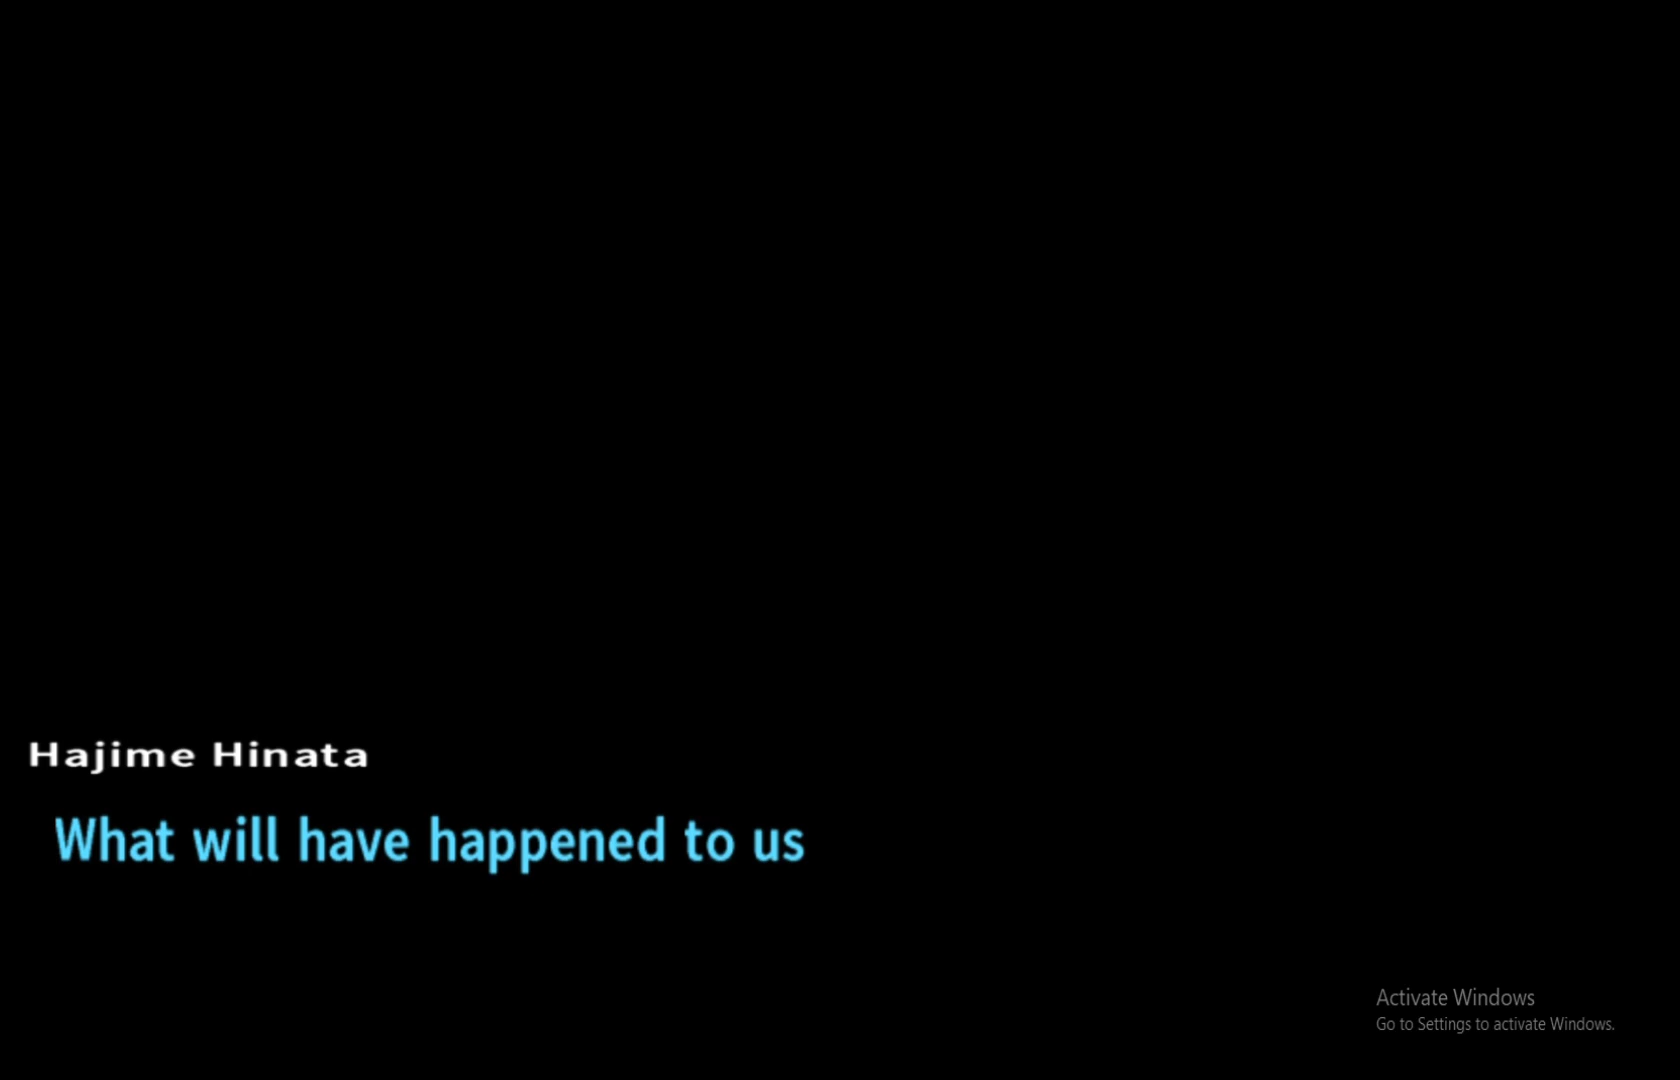 Hajime Hinata
What will have happened to us
Activate Windows
Go to Settings to activate Windows.